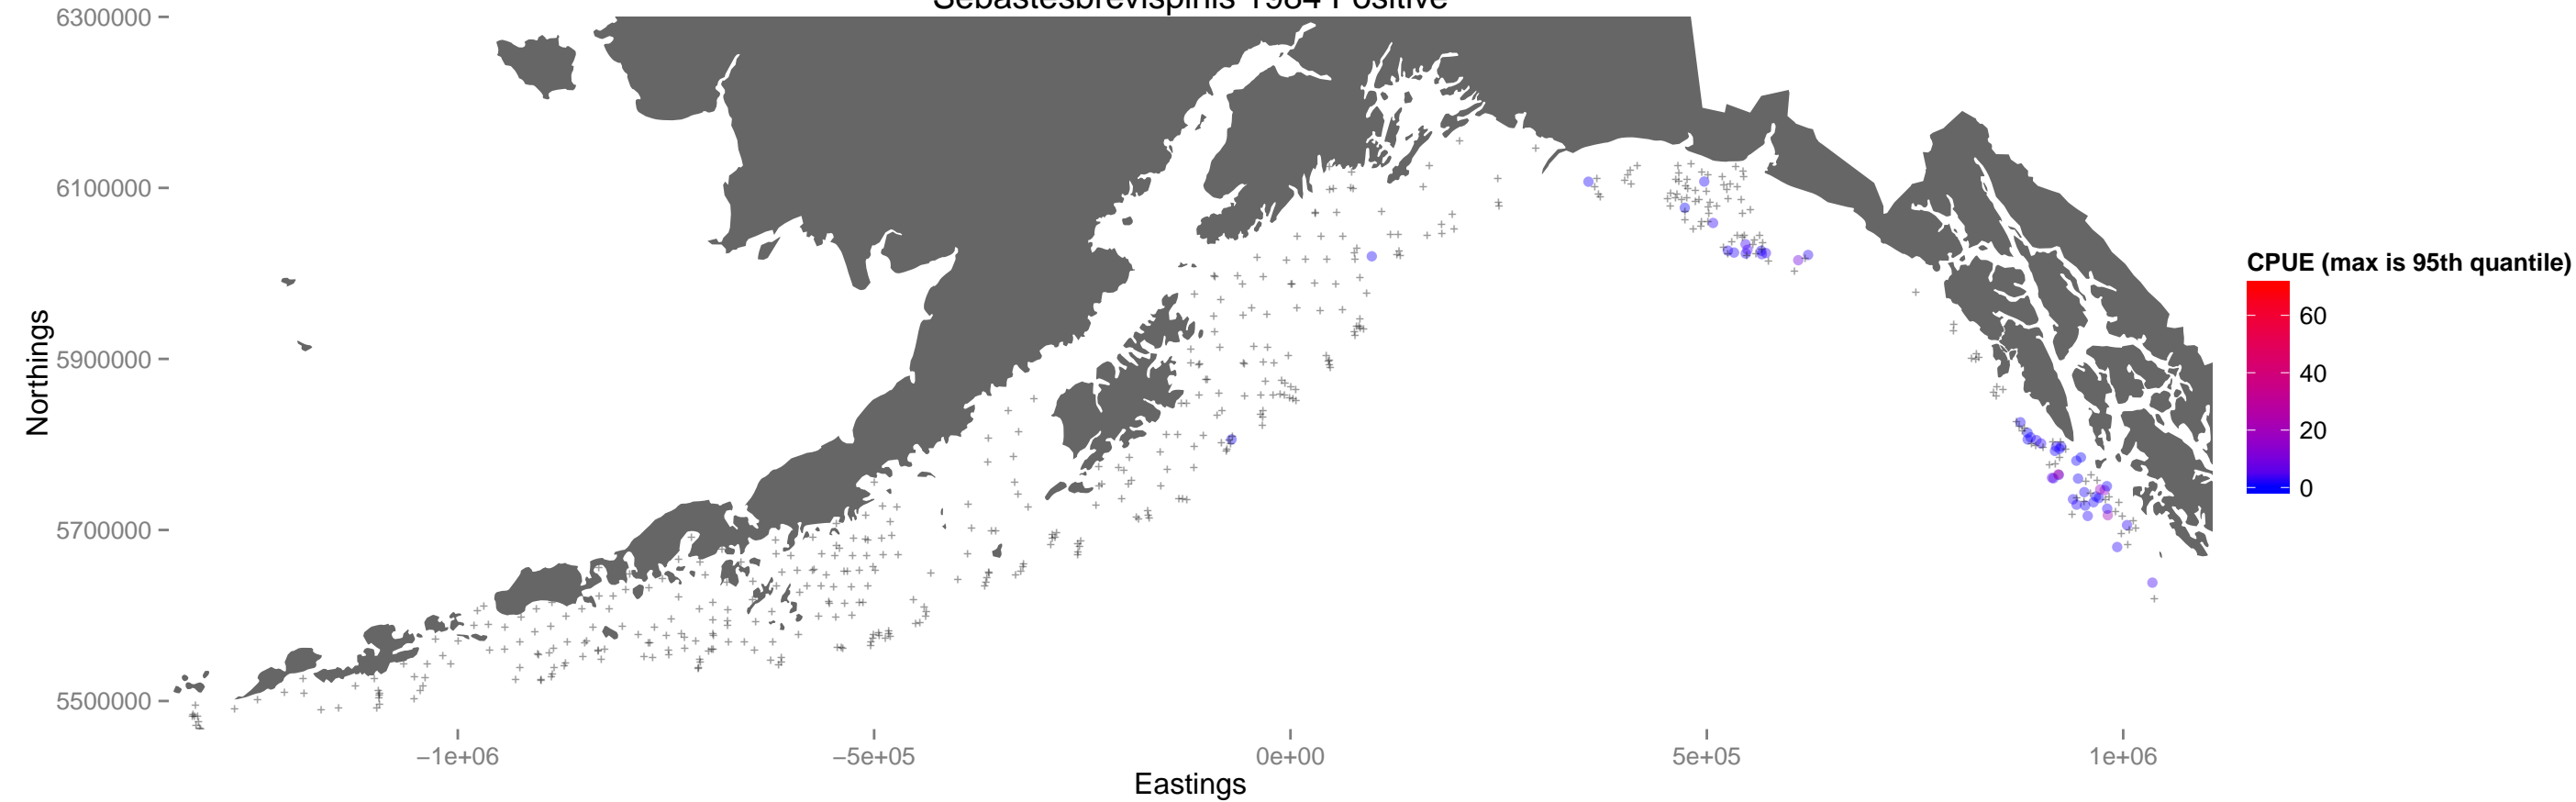 Sebastesbrevispinis 1984 Positive
6300000
6100000
5900000
5700000
5500000
Northings
−1e+06
−5e+05
0e+00
5e+05
1e+06
Eastings
CPUE (max is 95th quantile)
60
40
20
0